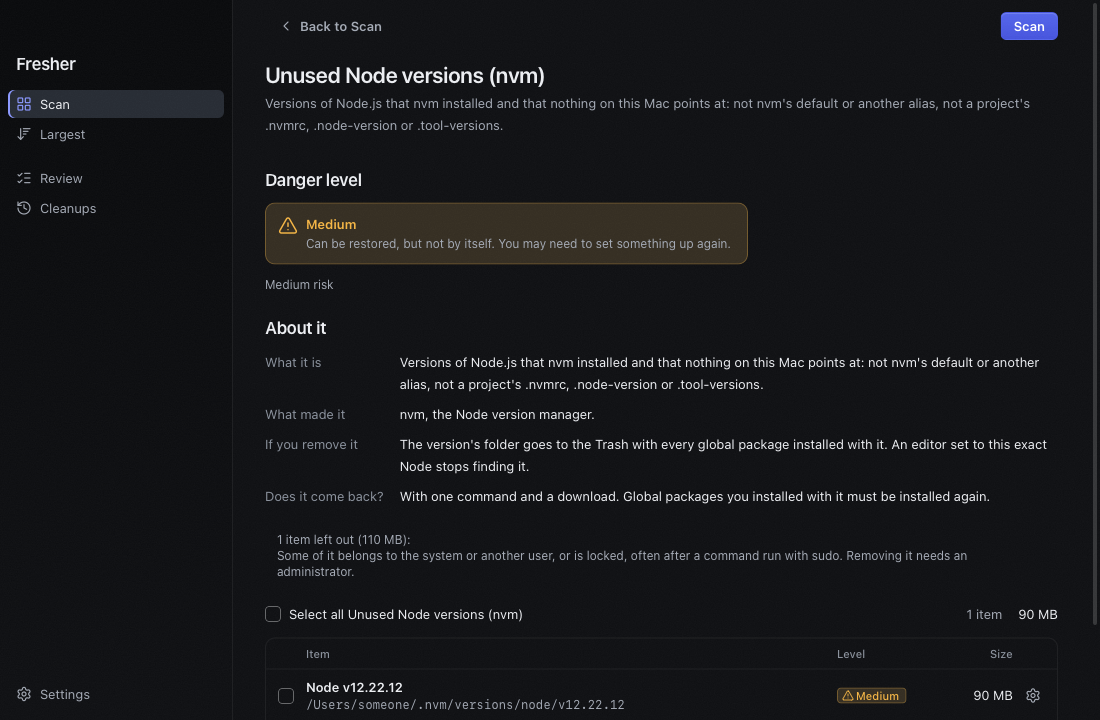 Back to Scan
Scan
Fresher
Scan
Largest
Review
Cleanups
Settings
Unused Node versions (nvm)
Versions of Node.js that nvm installed and that nothing on this Mac points at: not nvm's default or another alias, not a project's
.nvmrc, .node-version or .tool-versions.
Danger level
Medium
Can be restored, but not by itself. You may need to set something up again.
Medium risk
About it
What it is
Versions of Node.js that nvm installed and that nothing on this Mac points at: not nvm's default or another
alias, not a project's .nvmrc, .node-version or .tool-versions.
What made it
nvm, the Node version manager.
If you remove it
The version's folder goes to the Trash with every global package installed with it. An editor set to this exact
Node stops finding it.
Does it come back?
With one command and a download. Global packages you installed with it must be installed again.
1 item left out (110 MB):
Some of it belongs to the system or another user, or is locked, often after a command run with sudo. Removing it needs an
administrator.
Select all Unused Node versions (nvm)
1 item
90 MB
Item
Level
Size
Node v12.22.12
/Users/someone/.nvm/versions/node/v12.22.12
Medium
90 MB